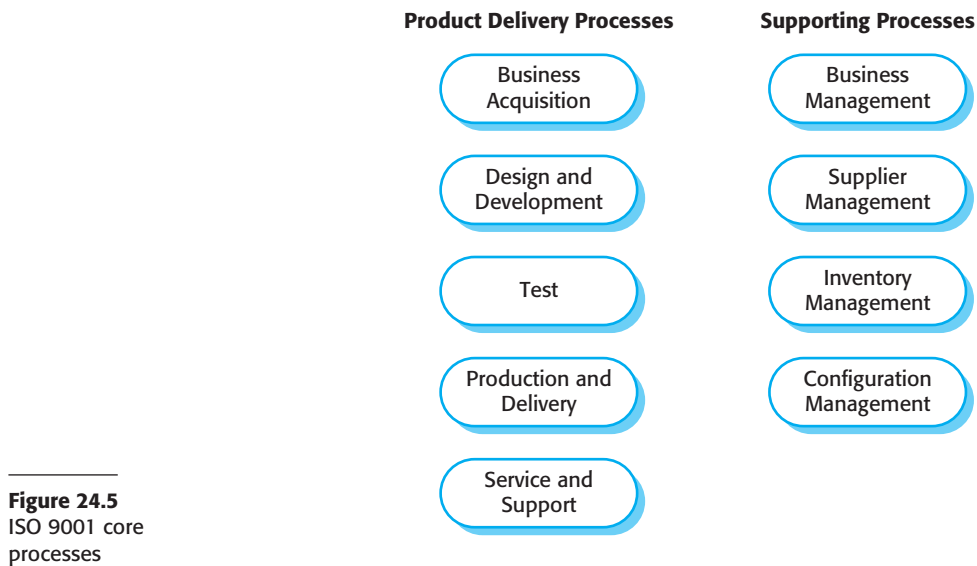 Product Delivery Processes
Supporting Processes
Business
Acquisition
Business
Management
Design and
Development
Supplier
Management
Test
Inventory
Management
Production and
Delivery
Configuration
Management
Service and
Support
Figure 24.5
ISO 9001 core
processes